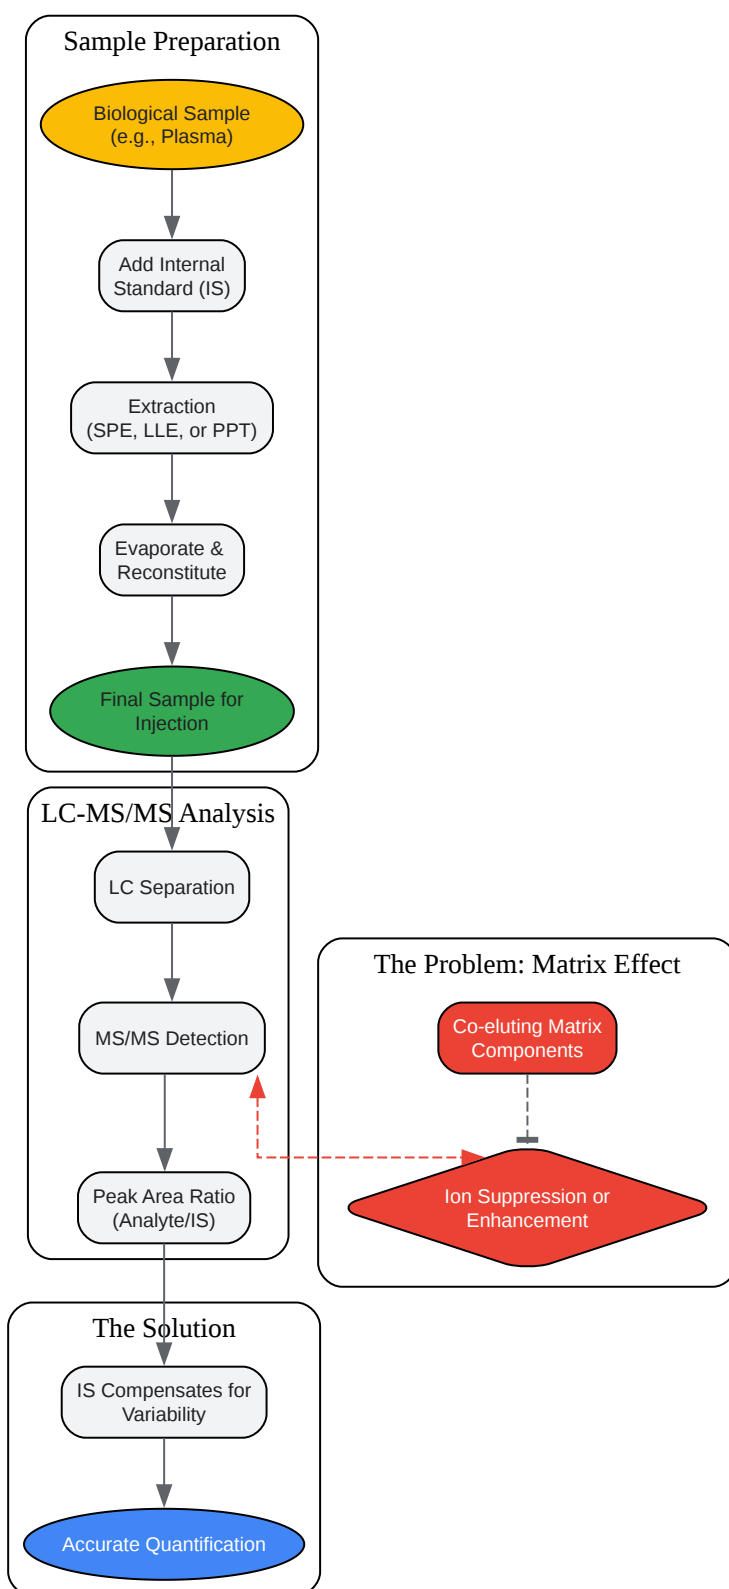 Sample Preparation
Biological Sample
(e.g., Plasma)
Add Internal
Standard (IS)
Extraction
(SPE, LLE, or PPT)
Evaporate &
Reconstitute
Final Sample for
Injection
LC-MS/MS Analysis
LC Separation
MS/MS Detection
Peak Area Ratio
(Analyte/IS)
The Problem: Matrix Effect
Co-eluting Matrix
Components
Ion Suppression or
Enhancement
The Solution
IS Compensates for
Variability
Accurate Quantification